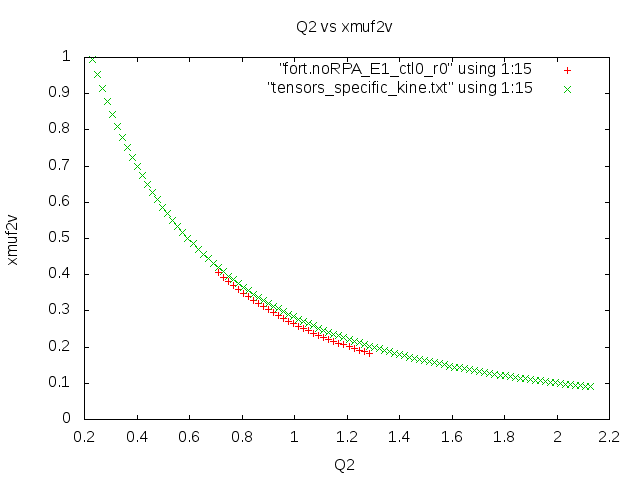 Q2 vs xmuf2v
"fort.noRPA_E1_ctl0_r0" using 1:15
"tensors_specific_kine.txt" using 1:15
1
0.9
0.8
0.7
0.6
0.5
0.4
0.3
0.2
0.1
0
xmuf2v
0.2 0.4 0.6 0.8 1 1.2 1.4 1.6 1.8 2 2.2
Q2